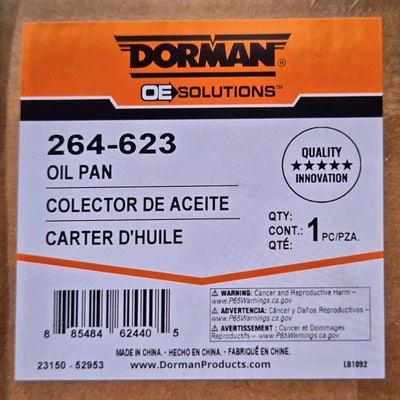 DORMAN®
OE SOLUTIONS™
264-623
OIL PAN
COLECTOR DE ACEITE
CARTER D'HUILE
QUALITY
★★★★★
INNOVATION
QTY:
CONT.: 1 PC/PZA.
QTÉ:
⚠ WARNING: Cancer and Reproductive Harm –
www.P65Warnings.ca.gov
⚠ ADVERTENCIA: Cáncer y Daños Reproductivos –
www.P65Warnings.ca.gov
⚠ AVERTISSEMENT : Cancer et Dommages
Reproductifs – www.P65Warnings.ca.gov
8 85484 62440 5
MADE IN CHINA. • HECHO EN CHINA. • FABRIQUÉ EN CHINE.
23150 - 52953
www.DormanProducts.com
LB1092